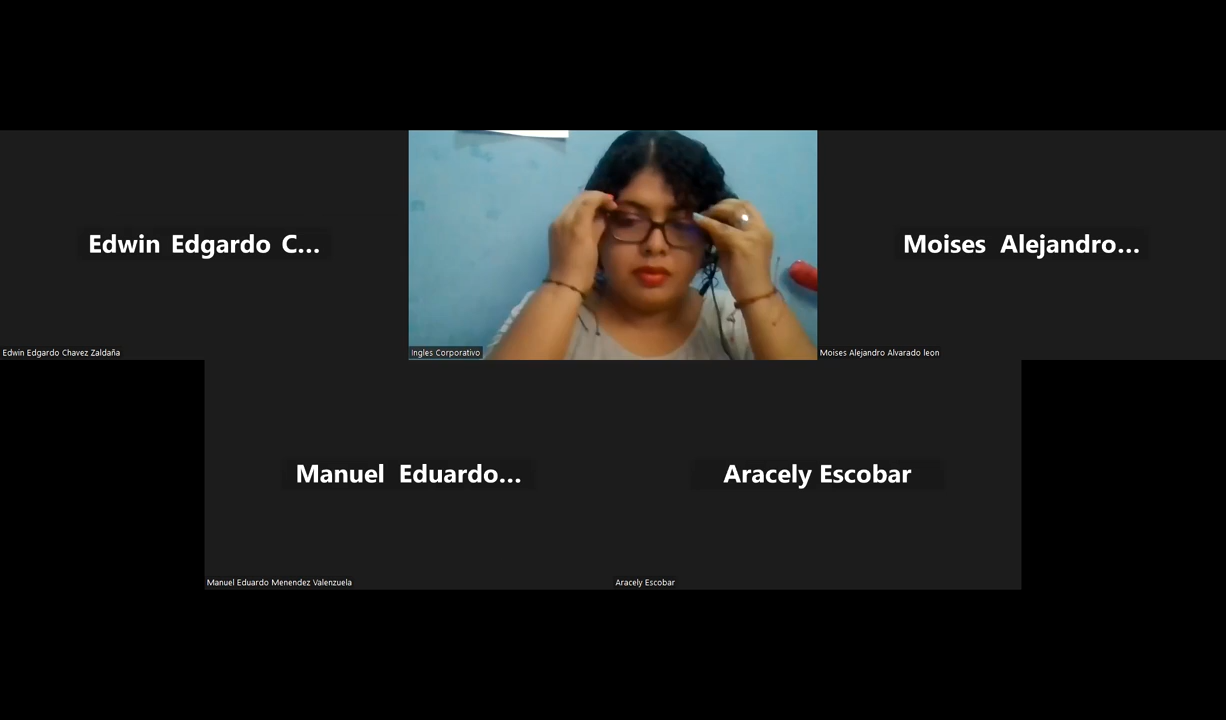 Edwin Edgardo C...
Edwin Edgardo Chavez Zaldaña
Ingles Corporativo
Moises Alejandro...
Moises Alejandro Alvarado leon
Manuel Eduardo...
Manuel Eduardo Menendez Valenzuela
Aracely Escobar
Aracely Escobar